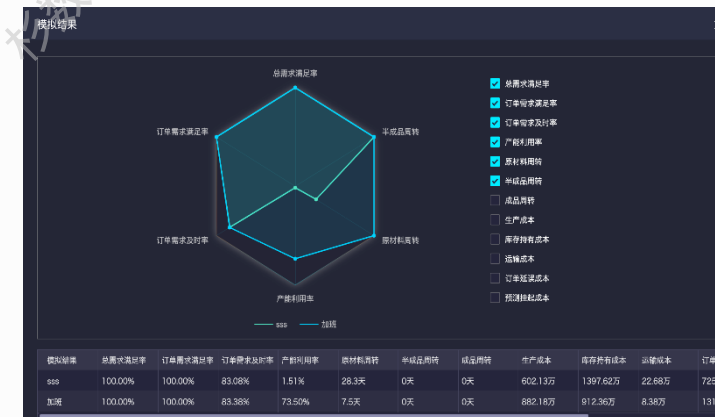 模拟结果
总需求满足率
订单需求满足率
半成品周转
订单需求及时率
原材料周转
产能利用率
sss 加班
总需求满足率
订单需求满足率
订单需求及时率
产能利用率
原材料周转
半成品周转
成品周转
生产成本
库存持有成本
运输成本
订单延误成本
预测挂起成本
模拟结果 总需求满足率 订单需求满足率 订单需求及时率 产能利用率 原材料周转 半成品周转 成品周转 生产成本 库存持有成本 运输成本 订单
sss 100.00% 100.00% 83.08% 1.51% 28.3天 0天 0天 602.13万 1397.62万 22.68万 725
加班 100.00% 100.00% 83.38% 73.50% 7.5天 0天 0天 882.18万 912.36万 8.38万 131